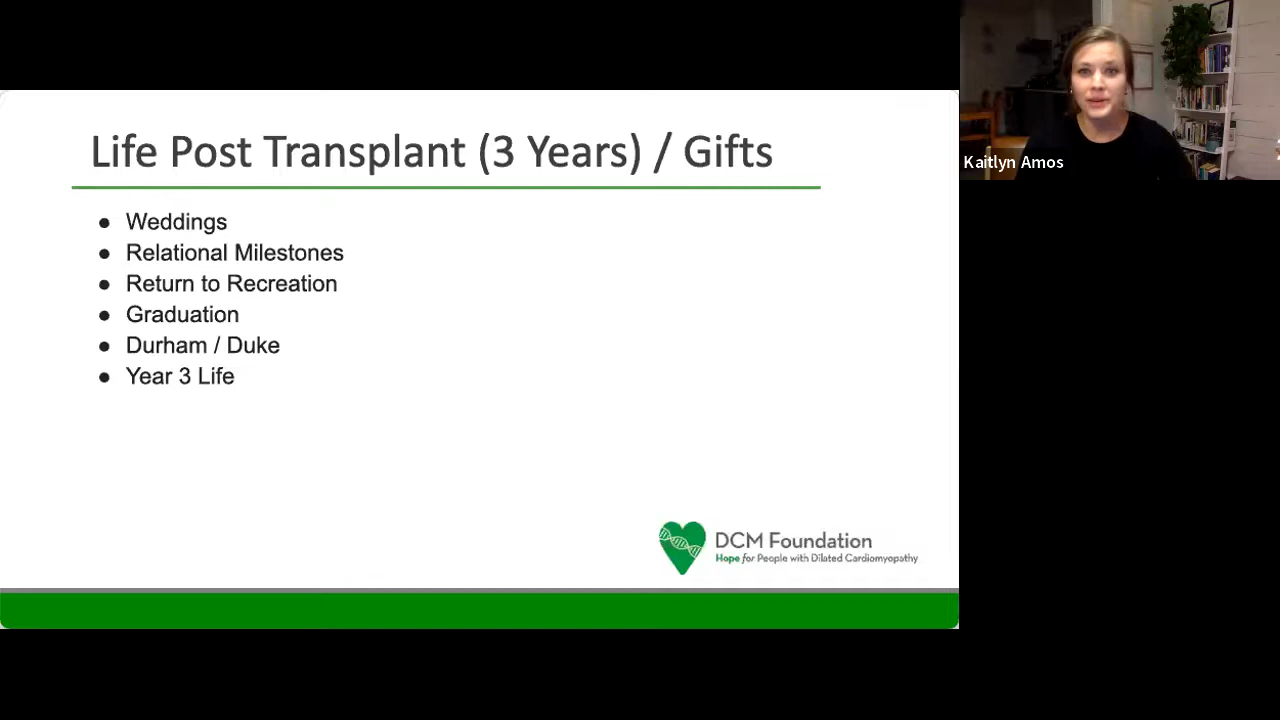 Life Post Transplant (3 Years) / Gifts
● Weddings
● Relational Milestones
● Return to Recreation
● Graduation
● Durham / Duke
● Year 3 Life
DCM Foundation
Hope for People with Dilated Cardiomyopathy
Kaitlyn Amos